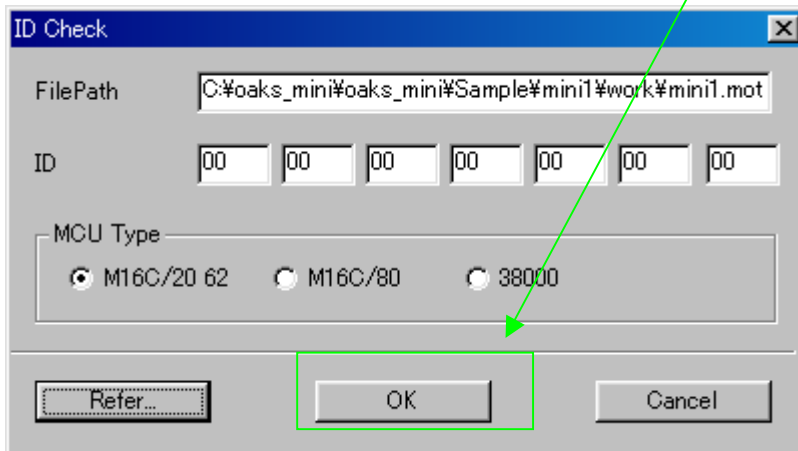 ID Check
FilePath C:¥oaks_mini¥oaks_mini¥Sample¥mini1¥work¥mini1.mot
ID 00 00 00 00 00 00 00
MCU Type
M16C/20 62 M16C/80 38000
Refer... OK Cancel